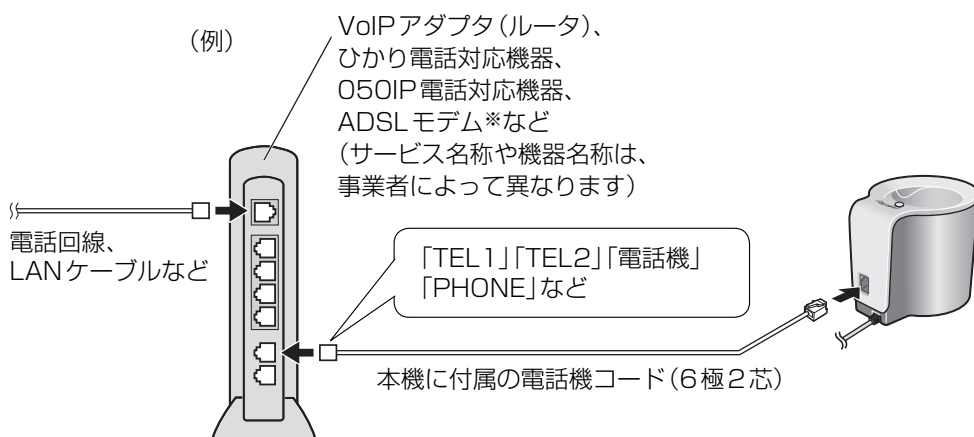 (例)
VoIPアダプタ(ルータ)、
ひかり電話対応機器、
050IP電話対応機器、
ADSLモデム※など
(サービス名称や機器名称は、
事業者によって異なります)
電話回線、
LANケーブルなど
「TEL1」「TEL2」「電話機」
「PHONE」など
本機に付属の電話機コード(6極2芯)